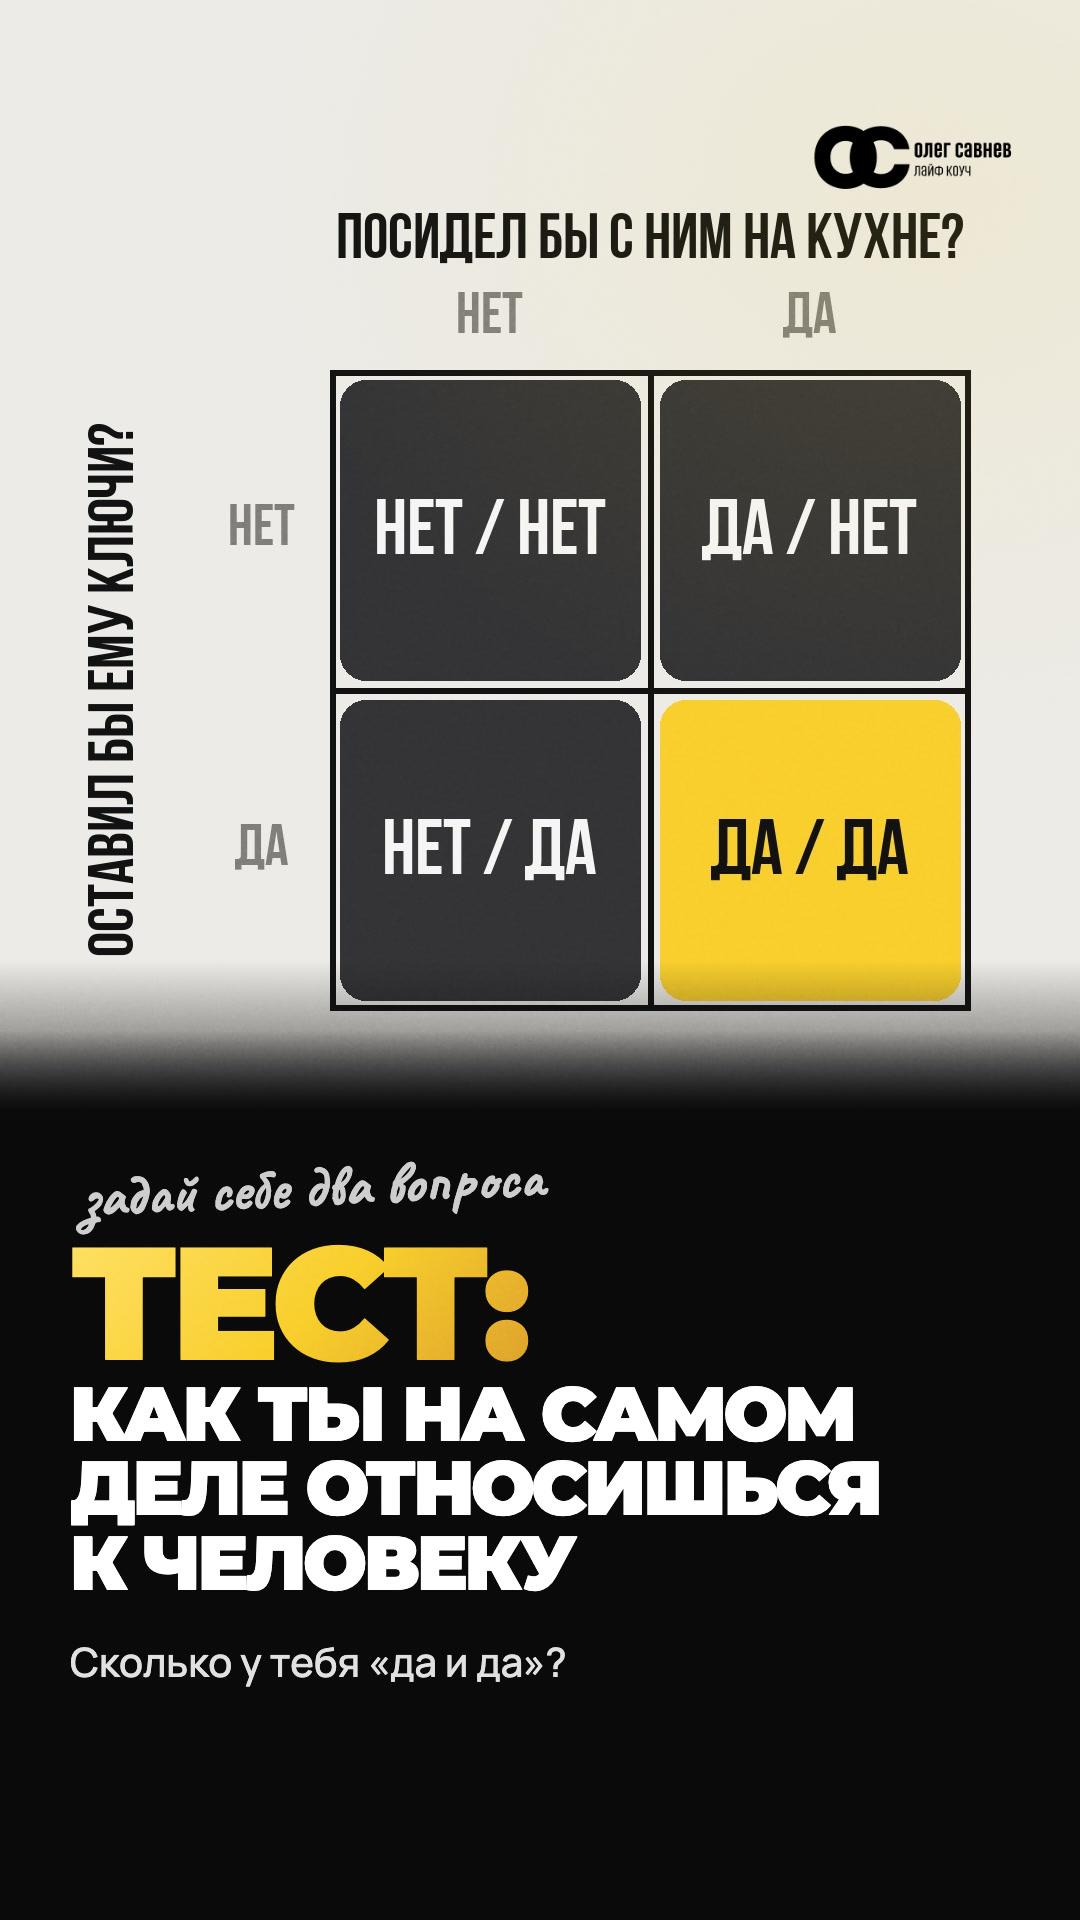 ОС ОЛЕГ САВНЕВ
ЛАЙФ КОУЧ
ПОСИДЕЛ БЫ С НИМ НА КУХНЕ?
НЕТ ДА
ОСТАВИЛ БЫ ЕМУ КЛЮЧИ?
НЕТ
НЕТ / НЕТ ДА / НЕТ
ДА
НЕТ / ДА ДА / ДА
задай себе два вопроса
ТЕСТ:
КАК ТЫ НА САМОМ
ДЕЛЕ ОТНОСИШЬСЯ
К ЧЕЛОВЕКУ
Сколько у тебя «да и да»?